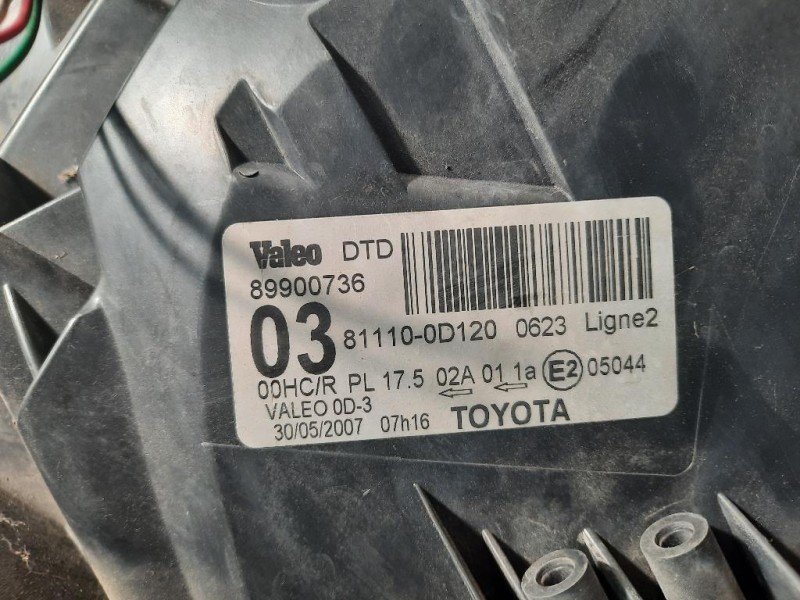 Valeo DTD
89900736
03 81110-0D120 0623 Ligne2
00HC/R PL 17.5 02A 01 1a E2 05044
VALEO 0D-3
30/05/2007 07h16 TOYOTA